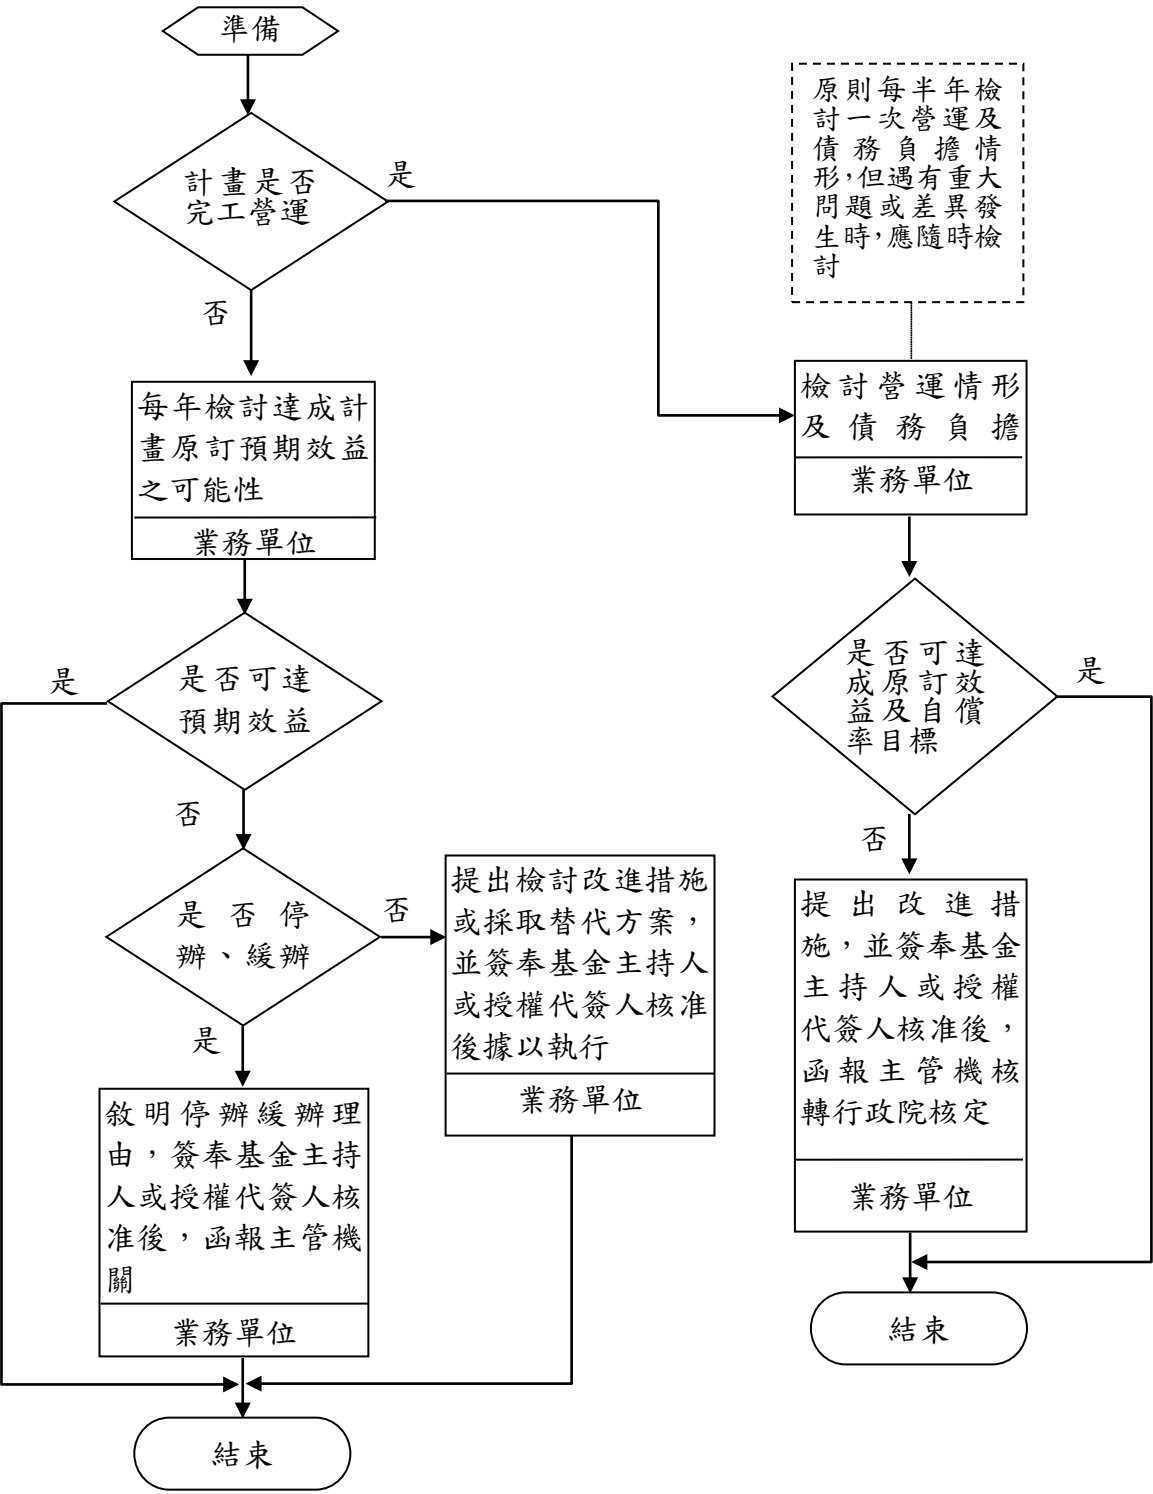 準備
計畫是否
完工營運
是
否
每年檢討達成計
畫原訂預期效益
之可能性
業務單位
是否可達
預期效益
是
否
是否停
辦、緩辦
否
是
提出檢討改進措施
或採取替代方案，
並簽奉基金主持人
或授權代簽人核准
後據以執行
業務單位
敘明停辦緩辦理
由，簽奉基金主持
人或授權代簽人核
准後，函報主管機
關
業務單位
結束
原則每半年檢
討一次營運及
債務負擔情
形，但遇有重大
問題或差異發
生時，應隨時檢
討
檢討營運情形
及債務負擔
業務單位
是否可達
成原訂效
益及自償
率目標
是
否
提出改進措
施，並簽奉基金
主持人或授權
代簽人核准後，
函報主管機核
轉行政院核定
業務單位
結束